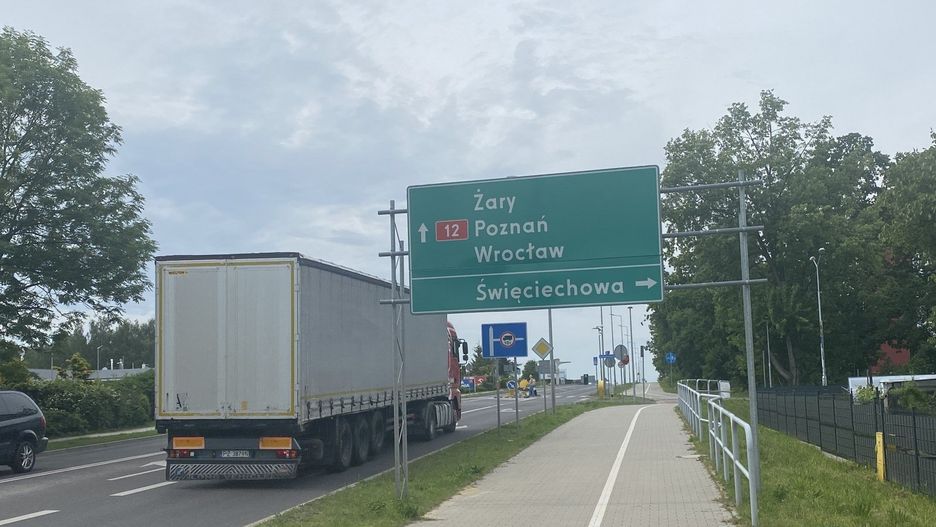 Żary
12 Poznań
Wrocław
Święciechowa